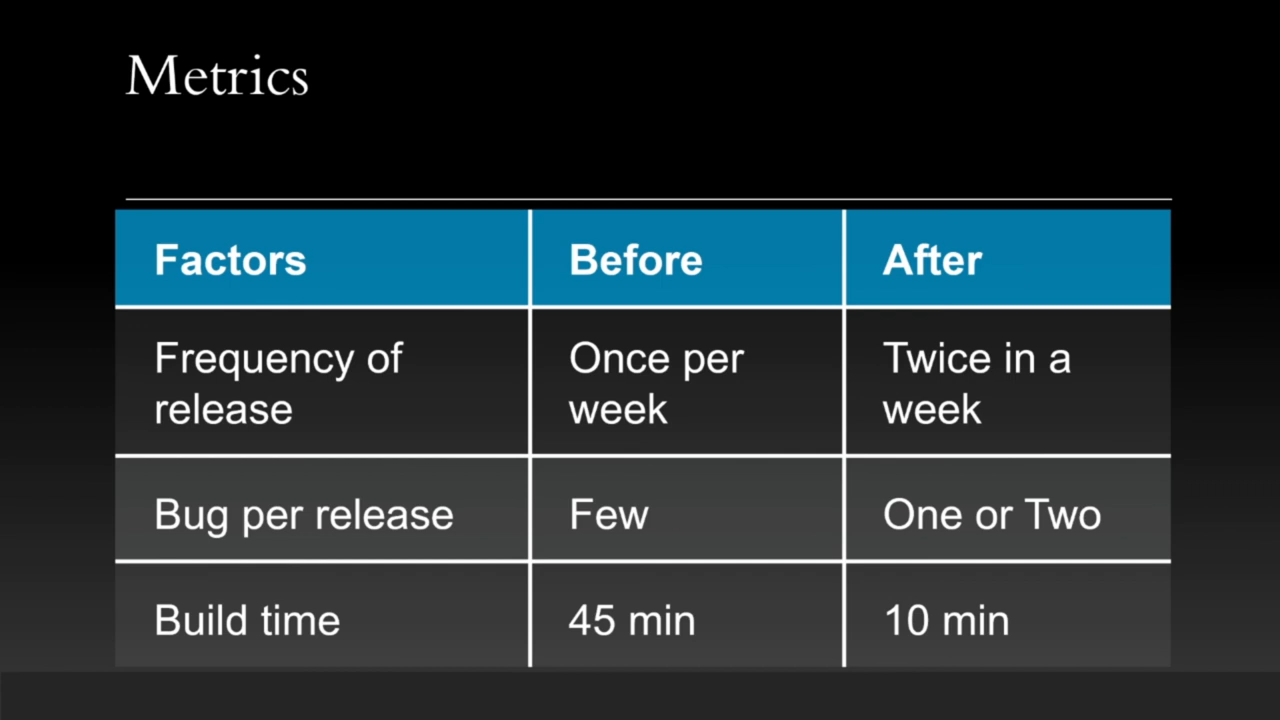 Metrics
Factors Before After
Frequency of Once per Twice in a
release week week
Bug per release Few One or Two
Build time 45 min 10 min